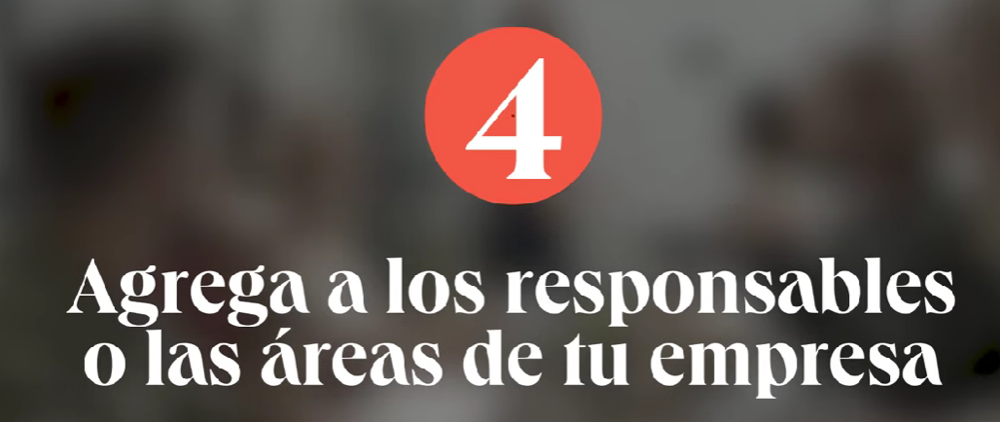 4
Agrega a los responsables
o las áreas de tu empresa